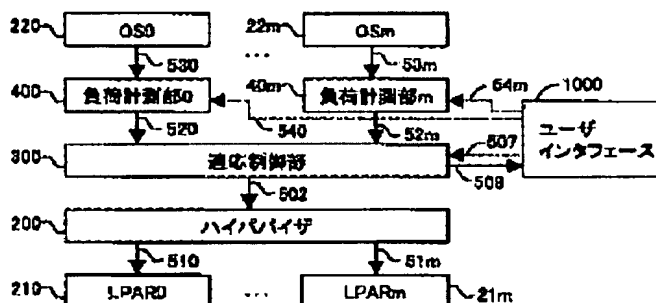 220 OS0 ... 22m OSm
530 53m
400 負荷計測部0 40m 負荷計測部m 54m 1000
ユーザ
インタフェース
520 540 52m 507
300 適応制御部 508
502
200 ハイパバイザ
510 51m
210 LPAR0 ... LPARm 21m